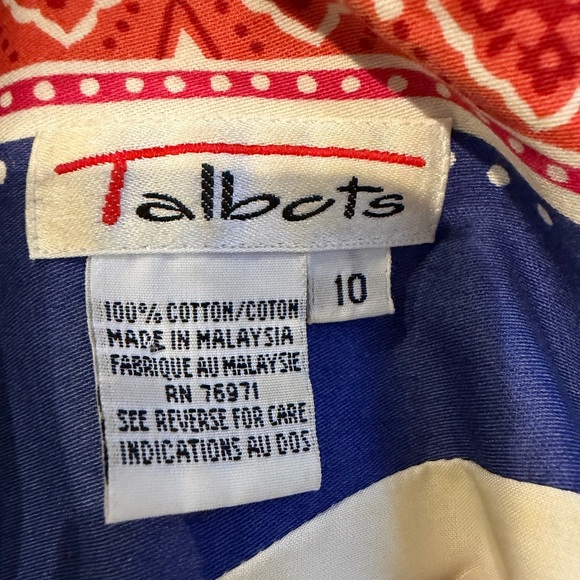 Talbots
10
100% COTTON/COTON
MADE IN MALAYSIA
FABRIQUE AU MALAYSIE
RN 76971
SEE REVERSE FOR CARE
INDICATIONS AU DOS